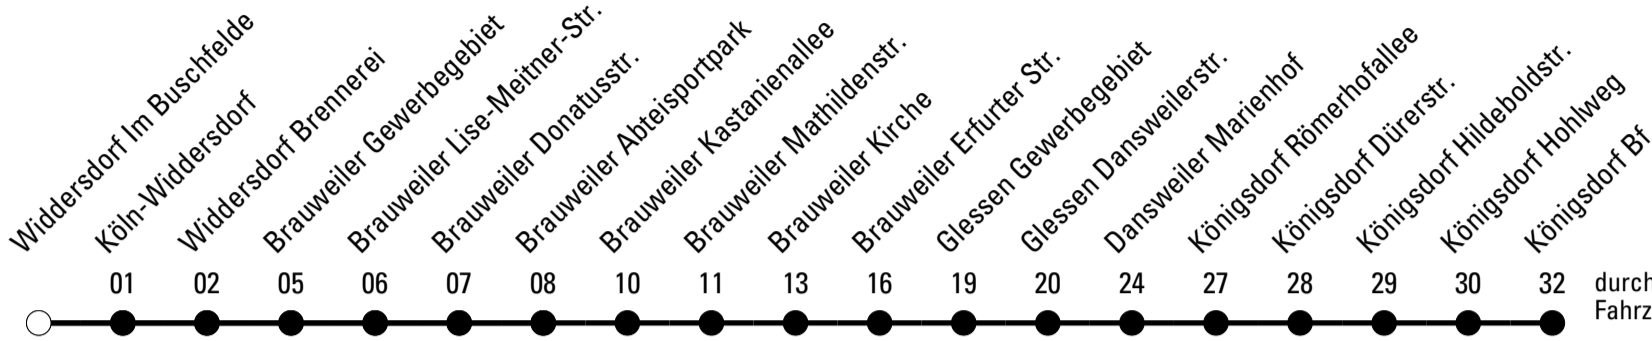 Widdersdorf Im Buschfelde
Köln-Widdersdorf
Widdersdorf Brennerei
Brauweiler Gewerbegebiet
Brauweiler Lise-Meitner-Str.
Brauweiler Donatusstr.
Brauweiler Abteisportpark
Brauweiler Kastanienallee
Brauweiler Mathildenstr.
Brauweiler Kirche
Brauweiler Erfurter Str.
Glessen Gewerbegebiet
Glessen Dansweilerstr.
Dansweiler Marienhof
Königsdorf Römerhofallee
Königsdorf Dürerstr.
Königsdorf Hildeboldstr.
Königsdorf Hohlweg
Königsdorf Bf
01 02 05 06 07 08 10 11 13 16 19 20 24 27 28 29 30 32 durch
Fahrz